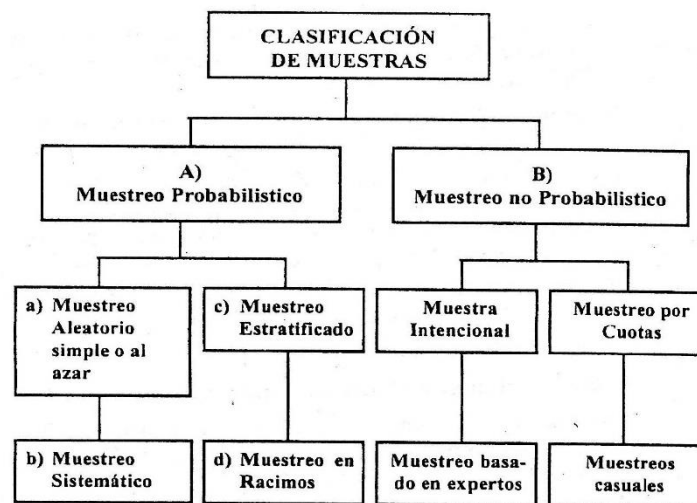 CLASIFICACIÓN
DE MUESTRAS
A)
Muestreo Probabilistico
B)
Muestreo no Probabilistico
a) Muestreo
Aleatorio
simple o al
azar
c) Muestreo
Estratificado
Muestra
Intencional
Muestreo por
Cuotas
b) Muestreo
Sistemático
d) Muestreo en
Racimos
Muestreo basa-
do en expertos
Muestreos
casuales